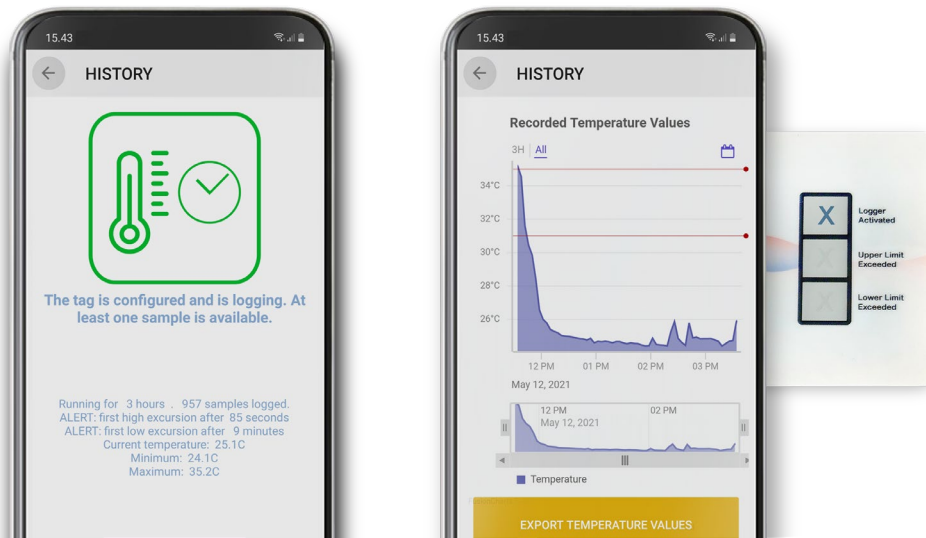 15.43
HISTORY
The tag is configured and is logging. At
least one sample is available.
Running for 3 hours . 957 samples logged.
ALERT: first high excursion after 85 seconds
ALERT: first low excursion after 9 minutes
Current temperature: 25.1C
Minimum: 24.1C
Maximum: 35.2C
15.43
HISTORY
Recorded Temperature Values
3H All
34°C
32°C
30°C
28°C
26°C
12 PM 01 PM 02 PM 03 PM
May 12, 2021
12 PM 02 PM
May 12, 2021
Temperature
EXPORT TEMPERATURE VALUES
X Logger
Activated
X Upper Limit
Exceeded
X Lower Limit
Exceeded